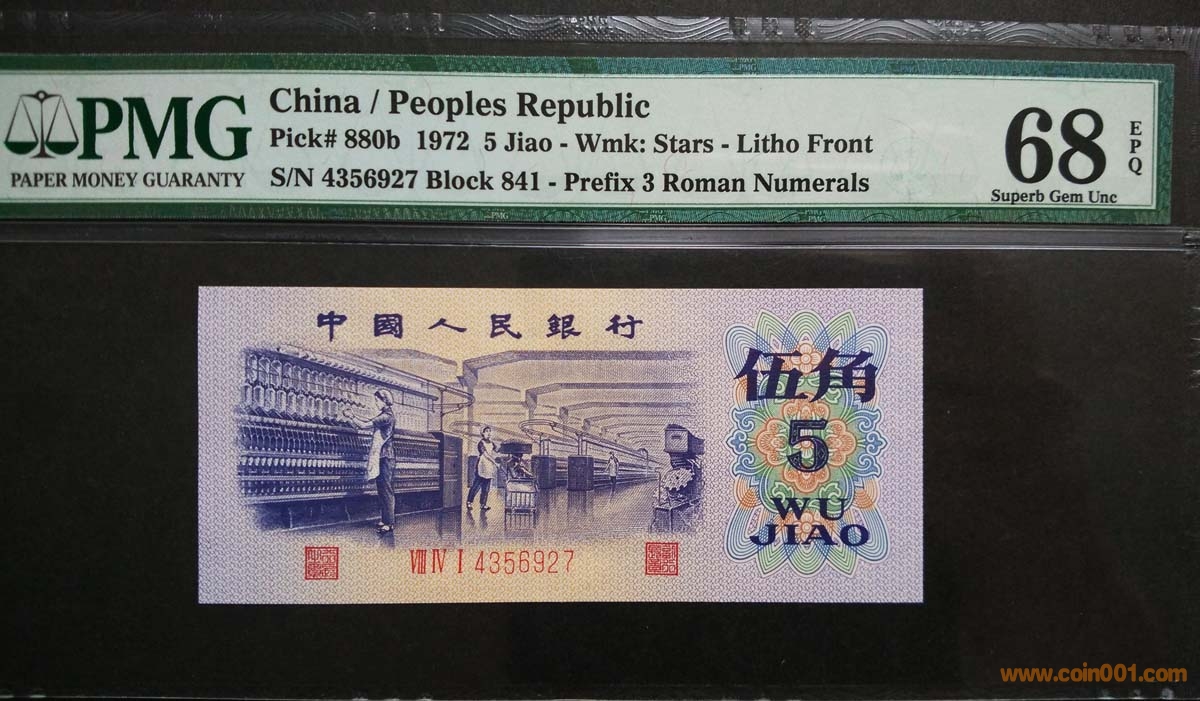 PMG
PAPER MONEY GUARANTY
China / Peoples Republic
Pick# 880b 1972 5 Jiao - Wmk: Stars - Litho Front
S/N 4356927 Block 841 - Prefix 3 Roman Numerals
68
EPQ
Superb Gem Unc
中國人民銀行
伍角
5
WU
JIAO
VIII IV I 4356927
www.coin001.com